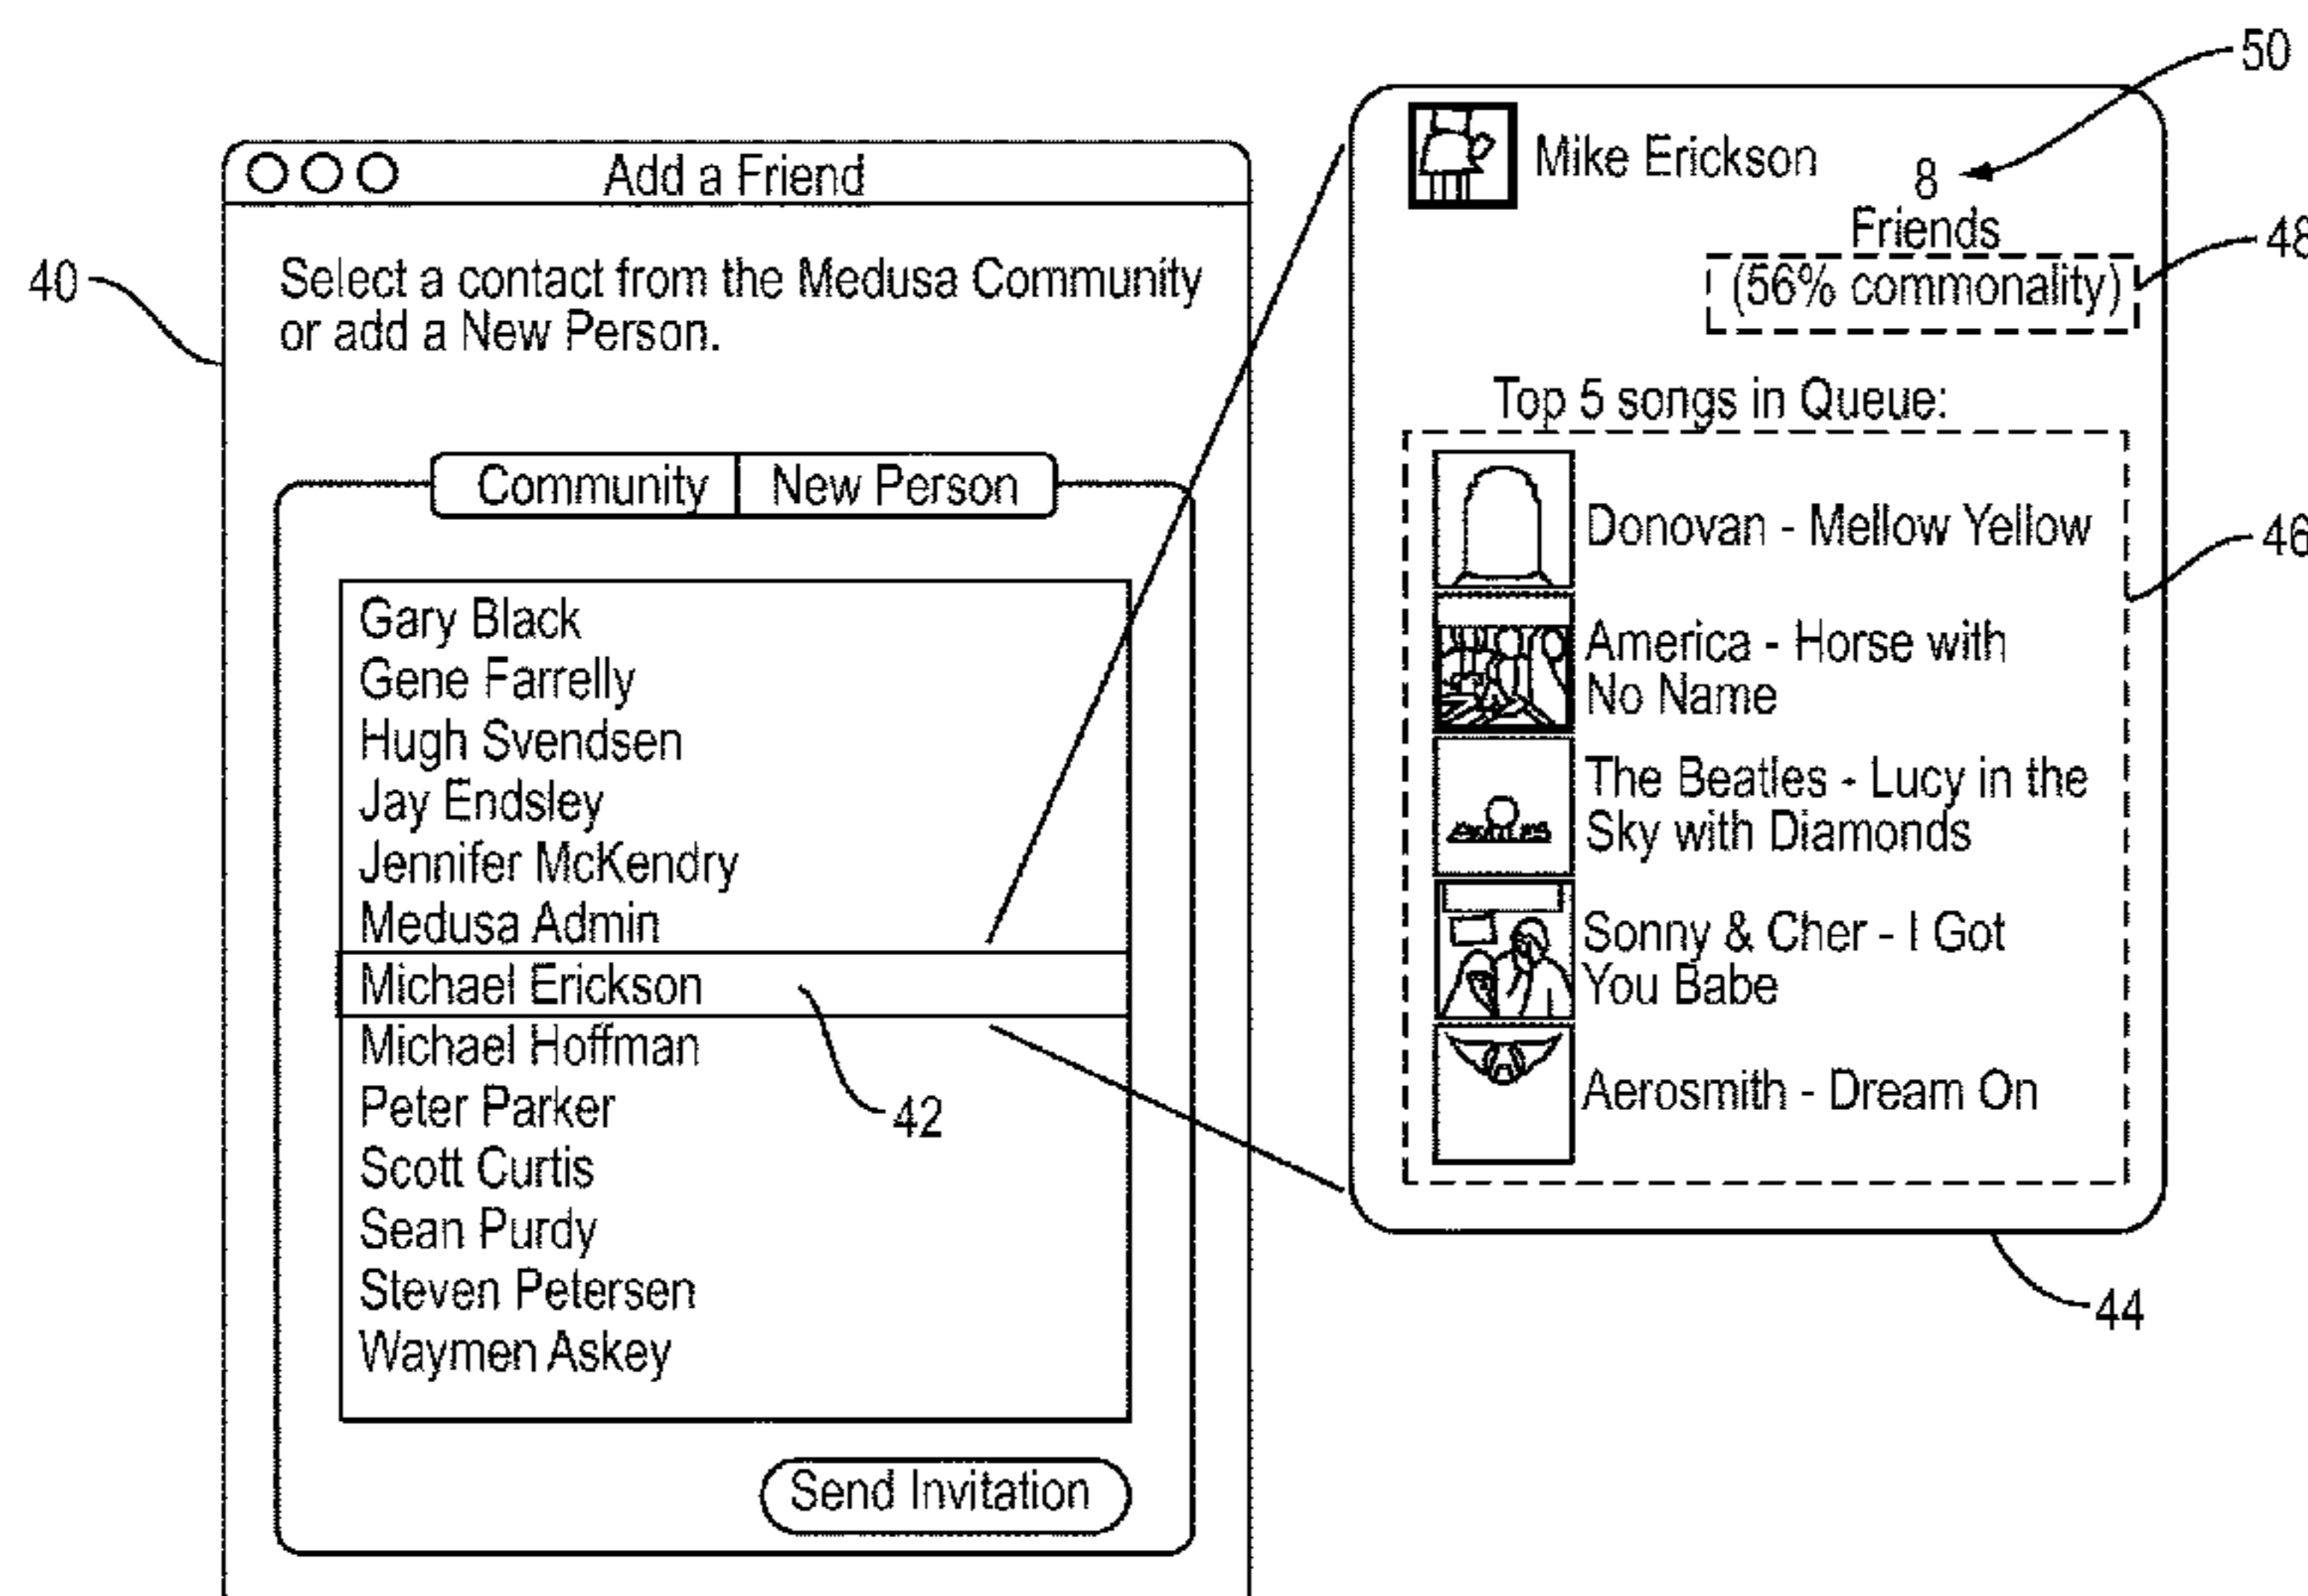 50
Mike Erickson
8
Add a Friend
Friends
48
40
Select a contact from the Medusa Community
(56% commonality)
or add a New Person.
Top 5 songs in Queue:
Community
New Person
Donovan - Mellow Yellow
46
Gary Black
America - Horse with
No Name
Gene Farrelly
Hugh Svendsen
The Beatles - Lucy in the
Sky with Diamonds
Jay Endsley
Jennifer McKendry
Medusa Admin
Sonny & Cher - I Got
You Babe
Michael Erickson
Michael Hoffman
Aerosmith - Dream On
Peter Parker
42
Scott Curtis
Sean Purdy
Steven Petersen
44
Waymen Askey
Send Invitation